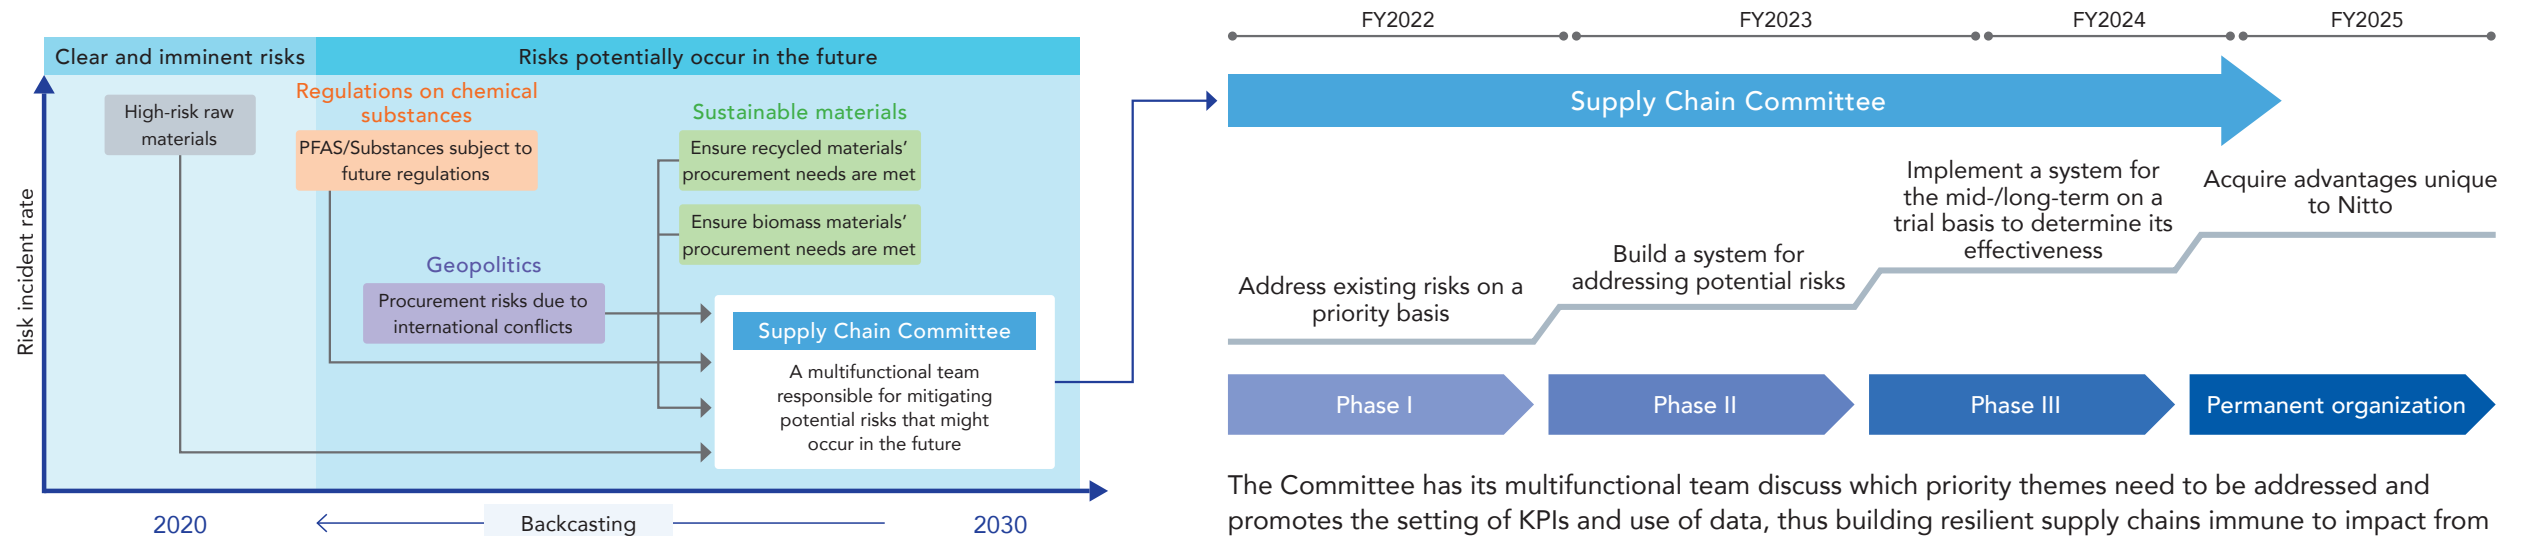 Clear and imminent risks
Risks potentially occur in the future
Risk incident rate
High-risk raw
materials
Regulations on chemical
substances
PFAS/Substances subject to
future regulations
Geopolitics
Procurement risks due to
international conflicts
Sustainable materials
Ensure recycled materials’
procurement needs are met
Ensure biomass materials’
procurement needs are met
Supply Chain Committee
A multifunctional team
responsible for mitigating
potential risks that might
occur in the future
2020
Backcasting
2030
FY2022
FY2023
FY2024
FY2025
Supply Chain Committee
Address existing risks on a
priority basis
Build a system for
addressing potential risks
Implement a system for
the mid-/long-term on a
trial basis to determine its
effectiveness
Acquire advantages unique
to Nitto
Phase I
Phase II
Phase III
Permanent organization
The Committee has its multifunctional team discuss which priority themes need to be addressed and
promotes the setting of KPIs and use of data, thus building resilient supply chains immune to impact from